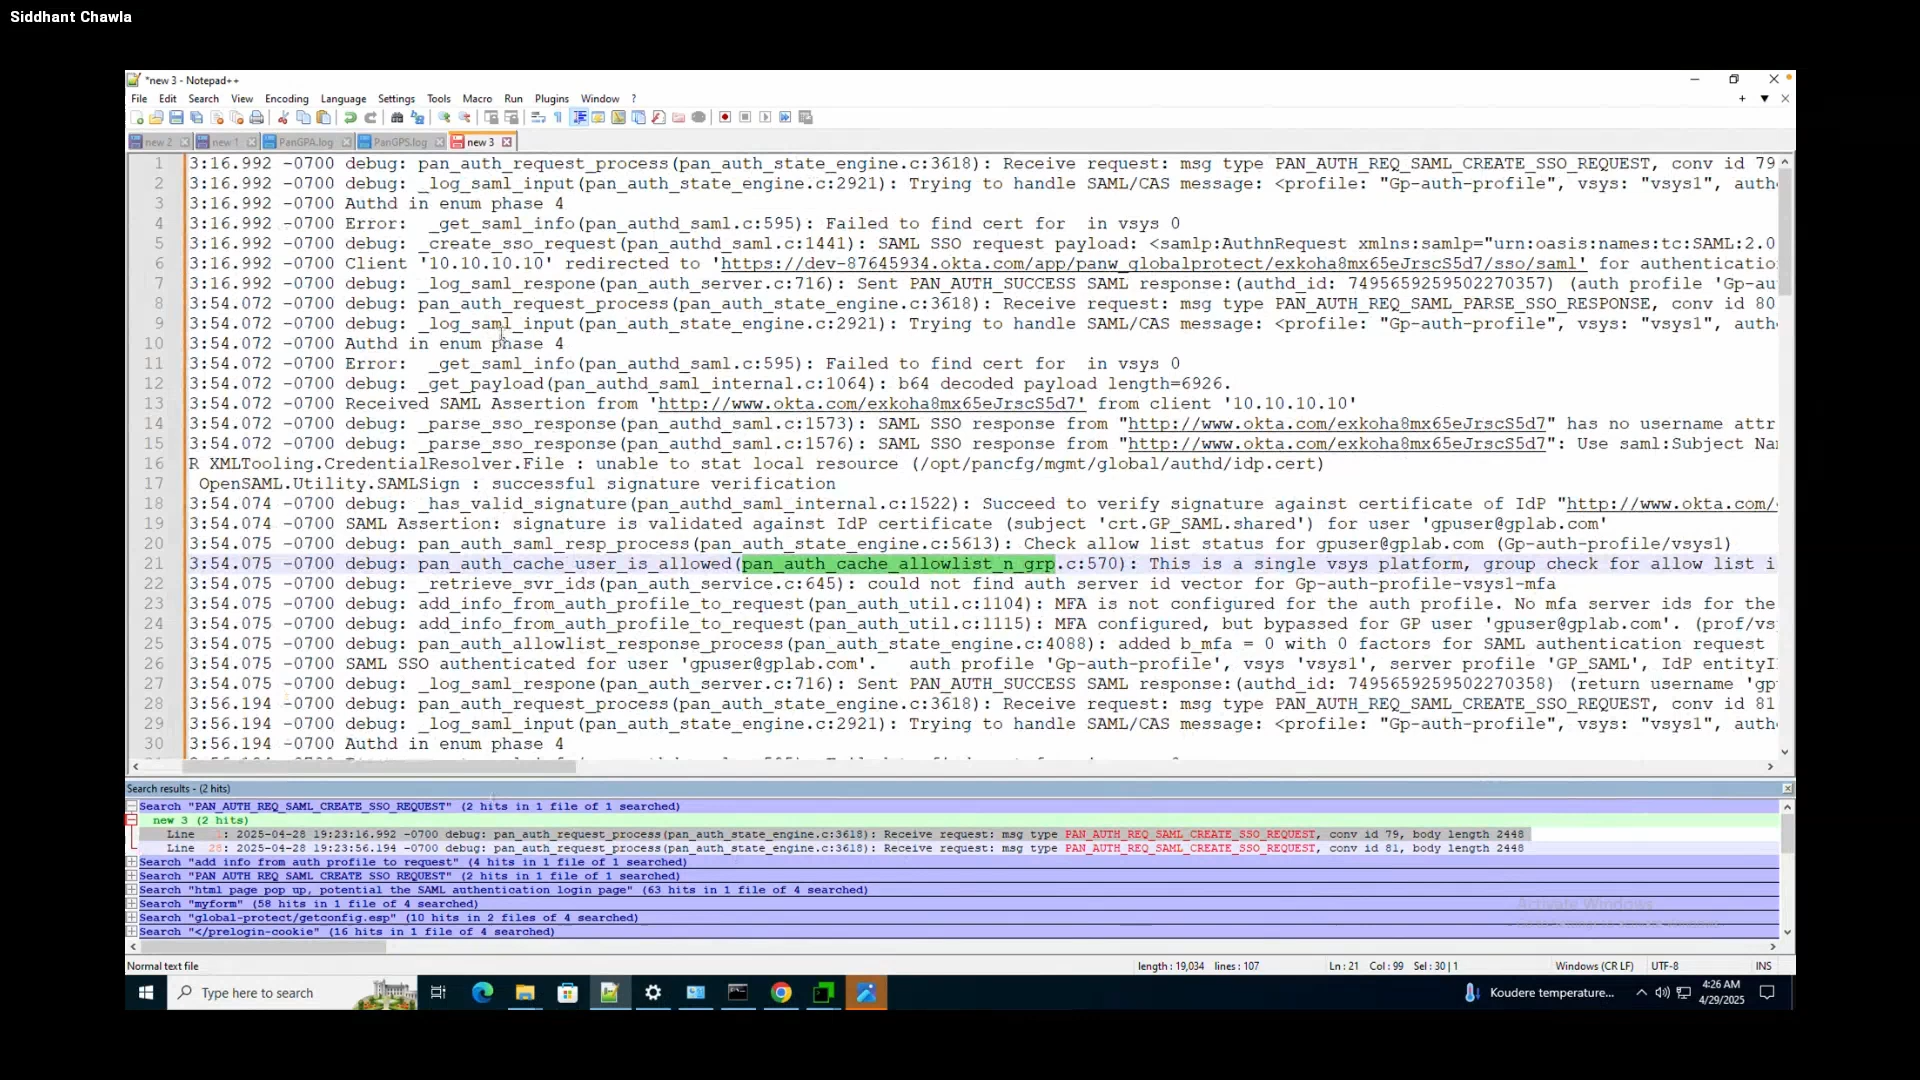 Siddhant Chawla
*new 3 - Notepad++
File Edit Search View Encoding Language Settings Tools Macro Run Plugins Window ?
new 2 new 1 PanGPA.log PanGPS.log new 3
1 3:16.992 -0700 debug: pan_auth_request_process(pan_auth_state_engine.c:3618): Receive request: msg type PAN_AUTH_REQ_SAML_CREATE_SSO_REQUEST, conv id 79
2 3:16.992 -0700 debug: _log_saml_input(pan_auth_state_engine.c:2921): Trying to handle SAML/CAS message: <profile: "Gp-auth-profile", vsys: "vsys1", auth
3 3:16.992 -0700 Authd in enum phase 4
4 3:16.992 -0700 Error:  _get_saml_info(pan_authd_saml.c:595): Failed to find cert for  in vsys 0
5 3:16.992 -0700 debug: _create_sso_request(pan_authd_saml.c:1441): SAML SSO request payload: <samlp:AuthnRequest xmlns:samlp="urn:oasis:names:tc:SAML:2.0
6 3:16.992 -0700 Client '10.10.10.10' redirected to 'https://dev-87645934.okta.com/app/panw_globalprotect/exkoha8mx65eJrscS5d7/sso/saml' for authenticatio
7 3:16.992 -0700 debug: _log_saml_respone(pan_auth_server.c:716): Sent PAN_AUTH_SUCCESS SAML response:(authd_id: 7495659259502270357) (auth profile 'Gp-au
8 3:54.072 -0700 debug: pan_auth_request_process(pan_auth_state_engine.c:3618): Receive request: msg type PAN_AUTH_REQ_SAML_PARSE_SSO_RESPONSE, conv id 80
9 3:54.072 -0700 debug: _log_saml_input(pan_auth_state_engine.c:2921): Trying to handle SAML/CAS message: <profile: "Gp-auth-profile", vsys: "vsys1", auth
10 3:54.072 -0700 Authd in enum phase 4
11 3:54.072 -0700 Error:  _get_saml_info(pan_authd_saml.c:595): Failed to find cert for  in vsys 0
12 3:54.072 -0700 debug: _get_payload(pan_authd_saml_internal.c:1064): b64 decoded payload length=6926.
13 3:54.072 -0700 Received SAML Assertion from 'http://www.okta.com/exkoha8mx65eJrscS5d7' from client '10.10.10.10'
14 3:54.072 -0700 debug: _parse_sso_response(pan_authd_saml.c:1573): SAML SSO response from "http://www.okta.com/exkoha8mx65eJrscS5d7" has no username attr
15 3:54.072 -0700 debug: _parse_sso_response(pan_authd_saml.c:1576): SAML SSO response from "http://www.okta.com/exkoha8mx65eJrscS5d7": Use saml:Subject Na
16 R XMLTooling.CredentialResolver.File : unable to stat local resource (/opt/pancfg/mgmt/global/authd/idp.cert)
17 OpenSAML.Utility.SAMLSign : successful signature verification
18 3:54.074 -0700 debug: _has_valid_signature(pan_authd_saml_internal.c:1522): Succeed to verify signature against certificate of IdP "http://www.okta.com/
19 3:54.074 -0700 SAML Assertion: signature is validated against IdP certificate (subject 'crt.GP_SAML.shared') for user 'gpuser@gplab.com'
20 3:54.075 -0700 debug: pan_auth_saml_resp_process(pan_auth_state_engine.c:5613): Check allow list status for gpuser@gplab.com (Gp-auth-profile/vsys1)
21 3:54.075 -0700 debug: pan_auth_cache_user_is_allowed(pan_auth_cache_allowlist_n_grp.c:570): This is a single vsys platform, group check for allow list i
22 3:54.075 -0700 debug: _retrieve_svr_ids(pan_auth_service.c:645): could not find auth server id vector for Gp-auth-profile-vsys1-mfa
23 3:54.075 -0700 debug: add_info_from_auth_profile_to_request(pan_auth_util.c:1104): MFA is not configured for the auth profile. No mfa server ids for the
24 3:54.075 -0700 debug: add_info_from_auth_profile_to_request(pan_auth_util.c:1115): MFA configured, but bypassed for GP user 'gpuser@gplab.com'. (prof/vs
25 3:54.075 -0700 debug: pan_auth_allowlist_response_process(pan_auth_state_engine.c:4088): added b_mfa = 0 with 0 factors for SAML authentication request
26 3:54.075 -0700 SAML SSO authenticated for user 'gpuser@gplab.com'.   auth profile 'Gp-auth-profile', vsys 'vsys1', server profile 'GP_SAML', IdP entityI
27 3:54.075 -0700 debug: _log_saml_respone(pan_auth_server.c:716): Sent PAN_AUTH_SUCCESS SAML response:(authd_id: 7495659259502270358) (return username 'gp
28 3:56.194 -0700 debug: pan_auth_request_process(pan_auth_state_engine.c:3618): Receive request: msg type PAN_AUTH_REQ_SAML_CREATE_SSO_REQUEST, conv id 81
29 3:56.194 -0700 debug: _log_saml_input(pan_auth_state_engine.c:2921): Trying to handle SAML/CAS message: <profile: "Gp-auth-profile", vsys: "vsys1", auth
30 3:56.194 -0700 Authd in enum phase 4
Search results - (2 hits)
Search "PAN_AUTH_REQ_SAML_CREATE_SSO_REQUEST" (2 hits in 1 file of 1 searched)
new 3 (2 hits)
Line 1: 2025-04-28 19:23:16.992 -0700 debug: pan_auth_request_process(pan_auth_state_engine.c:3618): Receive request: msg type PAN_AUTH_REQ_SAML_CREATE_SSO_REQUEST, conv id 79, body length 2448
Line 28: 2025-04-28 19:23:56.194 -0700 debug: pan_auth_request_process(pan_auth_state_engine.c:3618): Receive request: msg type PAN_AUTH_REQ_SAML_CREATE_SSO_REQUEST, conv id 81, body length 2448
Search "add_info_from_auth_profile_to_request" (4 hits in 1 file of 1 searched)
Search "PAN_AUTH_REQ_SAML_CREATE_SSO_REQUEST" (2 hits in 1 file of 1 searched)
Search "html page pop up, potential the SAML authentication login page" (63 hits in 1 file of 4 searched)
Search "myform" (58 hits in 1 file of 4 searched)
Search "global-protect/getconfig.esp" (10 hits in 2 files of 4 searched)
Search "</prelogin-cookie" (16 hits in 1 file of 4 searched)
Activate Windows
Normal text file length : 19,034 lines : 107 Ln : 21 Col : 99 Sel : 30 | 1 Windows (CR LF) UTF-8 INS
Type here to search
Koudere temperature...
4:26 AM
4/29/2025